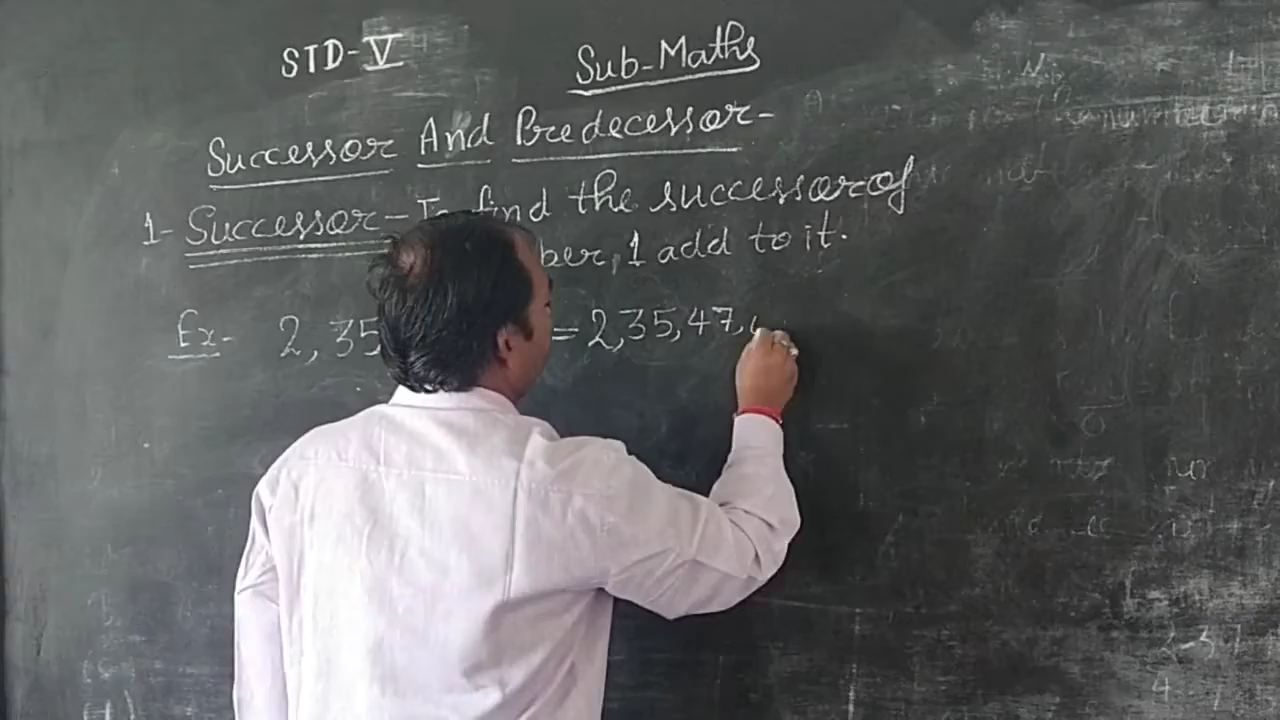 STD-V Sub-Maths
Successor And Predecessor-
1- Successor- To find the successor of
ber, 1 add to it.
Ex- 2,35 = 2,35,47,